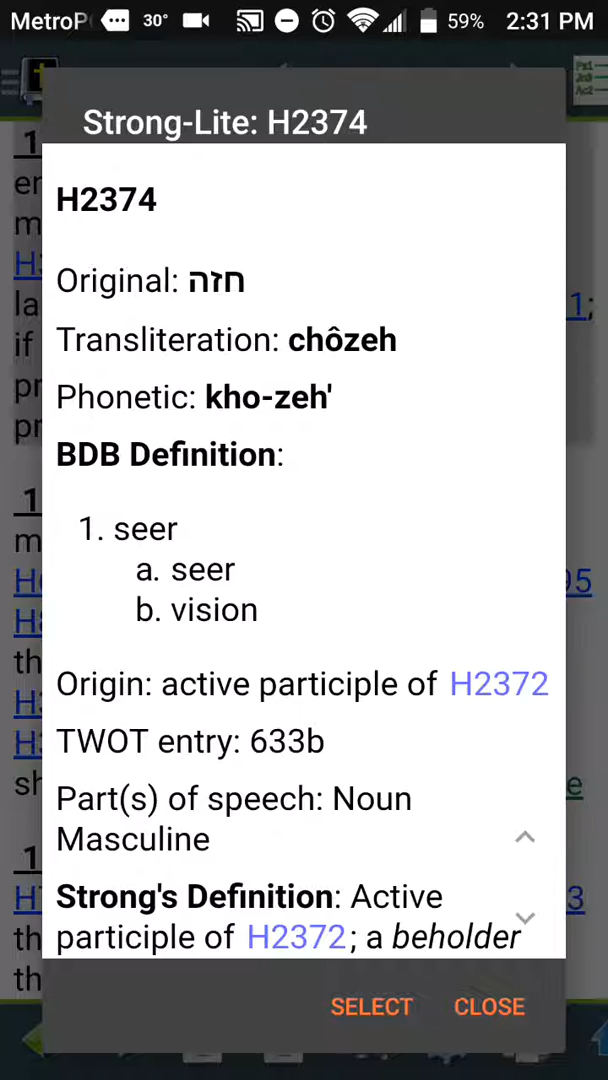 MetroP 30° 59% 2:31 PM
Strong-Lite: H2374
H2374
Original: חזה
Transliteration: chôzeh
Phonetic: kho-zeh'
BDB Definition:
1. seer
a. seer
b. vision
Origin: active participle of H2372
TWOT entry: 633b
Part(s) of speech: Noun
Masculine
Strong's Definition: Active
participle of H2372; a beholder
SELECT CLOSE